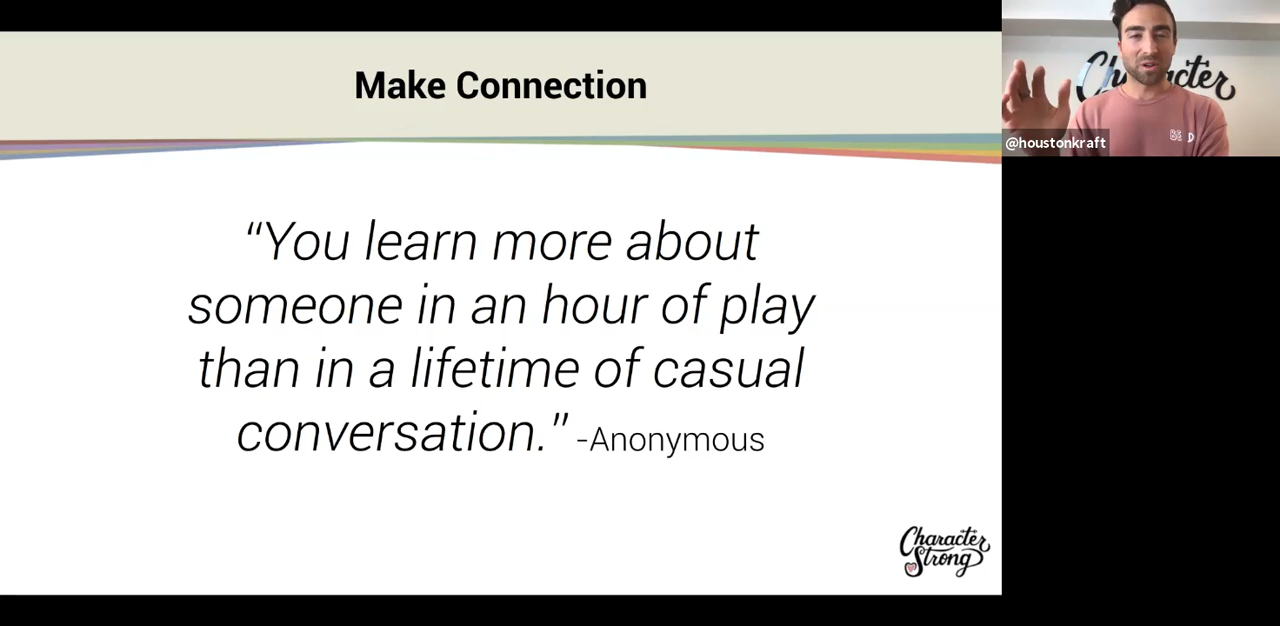 Make Connection
“You learn more about
someone in an hour of play
than in a lifetime of casual
conversation.” -Anonymous
Character
Strong
Character
@houstonkraft